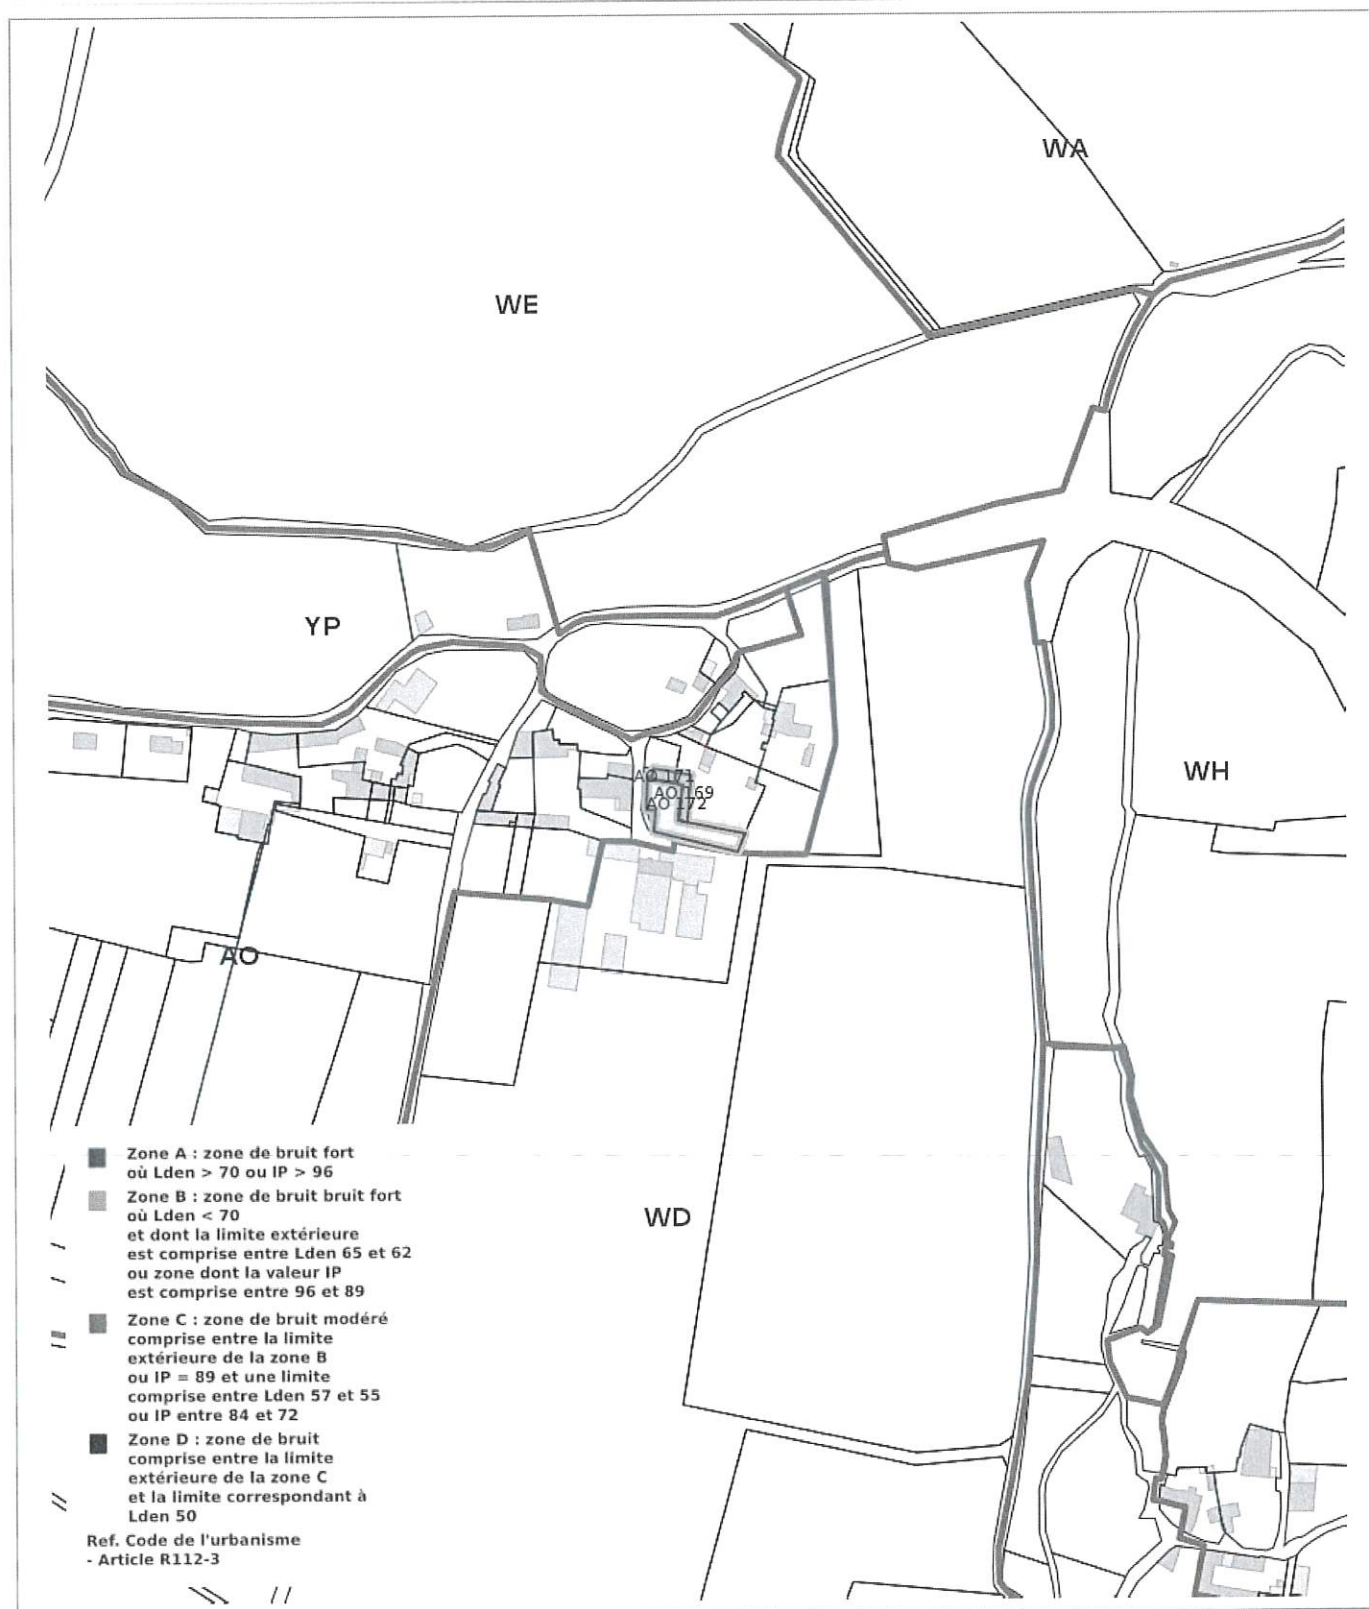 WA
WE
YP
WH
AO 171
AO 169
AO 172
AO
WD
Zone A : zone de bruit fort
où Lden > 70 ou IP > 96
Zone B : zone de bruit bruit fort
où Lden < 70
et dont la limite extérieure
est comprise entre Lden 65 et 62
ou zone dont la valeur IP
est comprise entre 96 et 89
Zone C : zone de bruit modéré
comprise entre la limite
extérieure de la zone B
ou IP = 89 et une limite
comprise entre Lden 57 et 55
ou IP entre 84 et 72
Zone D : zone de bruit
comprise entre la limite
extérieure de la zone C
et la limite correspondant à
Lden 50
Ref. Code de l'urbanisme
- Article R112-3